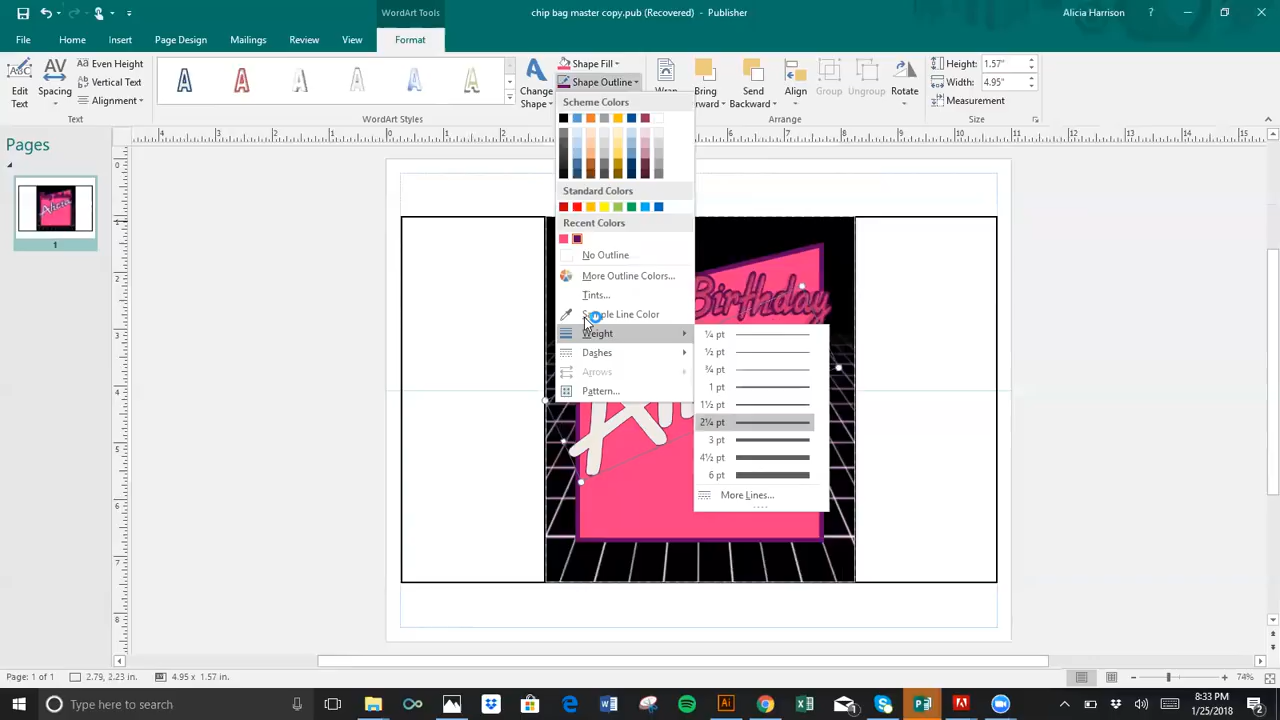 WordArt Tools
chip bag master copy.pub (Recovered) - Publisher
Alicia Harrison
?
File
Home
Insert
Page Design
Mailings
Review
View
Format
Edit
Text
AV
Spacing
Even Height
Vertical Text
Alignment
Text
A A A A A A
WordArt Styles
Change
Shape
Shape Fill
Shape Outline
Wrap
Bring
Forward
Send
Backward
Align
Group
Ungroup
Rotate
Arrange
Height: 1.57"
Width: 4.95"
Measurement
Size
Pages
1
Scheme Colors
Standard Colors
Recent Colors
No Outline
More Outline Colors...
Tints...
Sample Line Color
Weight
Dashes
Arrows
Pattern...
¼ pt
½ pt
¾ pt
1 pt
1½ pt
2¼ pt
3 pt
4½ pt
6 pt
More Lines...
Birthday
Page: 1 of 1
2.79, 2.23 in.
4.95 x 1.57 in.
74%
Type here to search
8:33 PM
1/25/2018